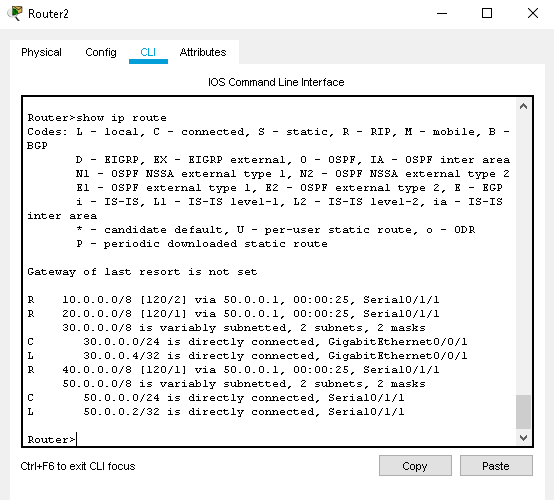 Router2
Physical Config CLI Attributes
IOS Command Line Interface
Router>show ip route
Codes: L - local, C - connected, S - static, R - RIP, M - mobile, B -
BGP
D - EIGRP, EX - EIGRP external, O - OSPF, IA - OSPF inter area
N1 - OSPF NSSA external type 1, N2 - OSPF NSSA external type 2
E1 - OSPF external type 1, E2 - OSPF external type 2, E - EGP
i - IS-IS, L1 - IS-IS level-1, L2 - IS-IS level-2, ia - IS-IS
inter area
* - candidate default, U - per-user static route, o - ODR
P - periodic downloaded static route
Gateway of last resort is not set
R 10.0.0.0/8 [120/2] via 50.0.0.1, 00:00:25, Serial0/1/1
R 20.0.0.0/8 [120/1] via 50.0.0.1, 00:00:25, Serial0/1/1
30.0.0.0/8 is variably subnetted, 2 subnets, 2 masks
C 30.0.0.0/24 is directly connected, GigabitEthernet0/0/1
L 30.0.0.4/32 is directly connected, GigabitEthernet0/0/1
R 40.0.0.0/8 [120/1] via 50.0.0.1, 00:00:25, Serial0/1/1
50.0.0.0/8 is variably subnetted, 2 subnets, 2 masks
C 50.0.0.0/24 is directly connected, Serial0/1/1
L 50.0.0.2/32 is directly connected, Serial0/1/1
Router>
Ctrl+F6 to exit CLI focus Copy Paste